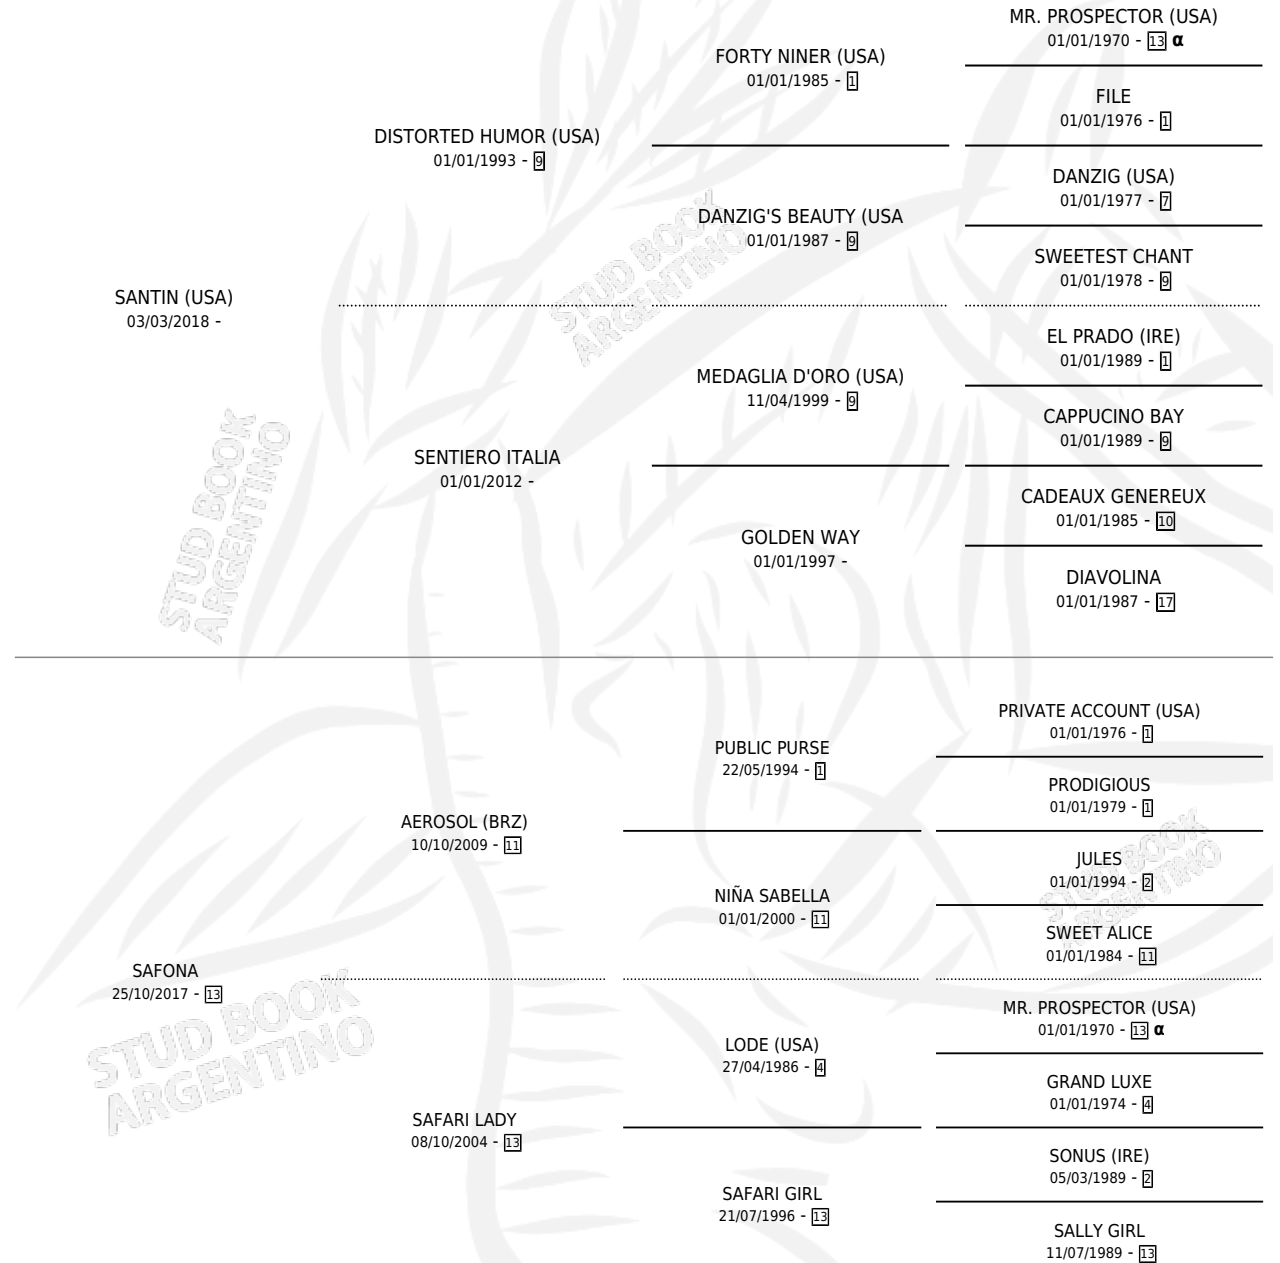 MR. PROSPECTOR (USA)
01/01/1970 - 13 α
FORTY NINER (USA)
01/01/1985 - 1
FILE
01/01/1976 - 1
DISTORTED HUMOR (USA)
01/01/1993 - 9
DANZIG (USA)
01/01/1977 - 7
DANZIG'S BEAUTY (USA
01/01/1987 - 9
SWEETEST CHANT
01/01/1978 - 9
SANTIN (USA)
03/03/2018 -
STUD BOOK
ARGENTINO
EL PRADO (IRE)
01/01/1989 - 1
MEDAGLIA D'ORO (USA)
11/04/1999 - 9
CAPPUCINO BAY
01/01/1989 - 9
SENTIERO ITALIA
01/01/2012 -
STUD BOOK
ARGENTINO
CADEAUX GENEREUX
01/01/1985 - 10
GOLDEN WAY
01/01/1997 -
DIAVOLINA
01/01/1987 - 17
PRIVATE ACCOUNT (USA)
01/01/1976 - 1
PUBLIC PURSE
22/05/1994 - 1
PRODIGIOUS
01/01/1979 - 1
AEROSOL (BRZ)
10/10/2009 - 11
JULES
01/01/1994 - 2
STUD BOOK
ARGENTINO
NIÑA SABELLA
01/01/2000 - 11
SWEET ALICE
01/01/1984 - 11
SAFONA
25/10/2017 - 13
STUD BOOK
ARGENTINO
MR. PROSPECTOR (USA)
01/01/1970 - 13 α
LODE (USA)
27/04/1986 - 4
GRAND LUXE
01/01/1974 - 4
SAFARI LADY
08/10/2004 - 13
SONUS (IRE)
05/03/1989 - 2
SAFARI GIRL
21/07/1996 - 13
SALLY GIRL
11/07/1989 - 13